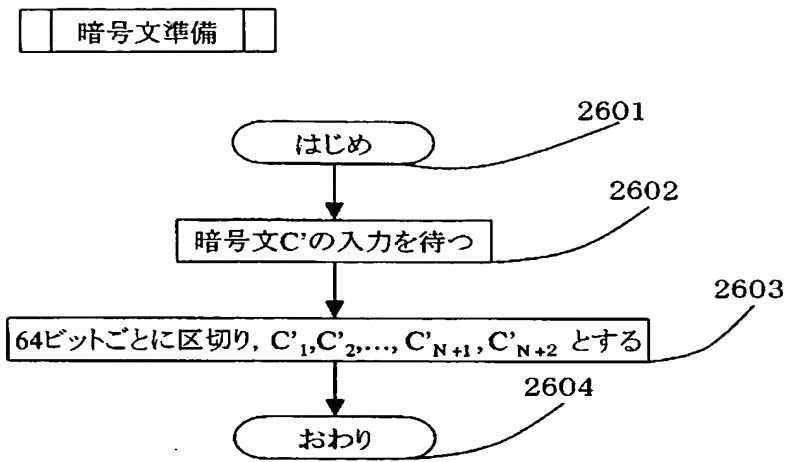 暗号文準備
2601
はじめ
2602
暗号文C'の入力を待つ
2603
64ビットごとに区切り, C'1,C'2,..., C'N+1, C'N+2 とする
2604
おわり